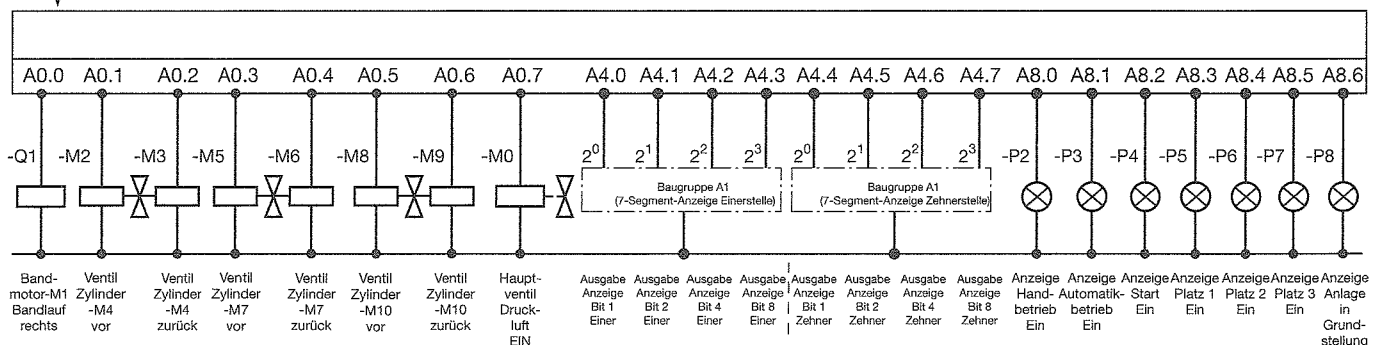 A0.0 A0.1 A0.2 A0.3 A0.4 A0.5 A0.6 A0.7 A4.0 A4.1 A4.2 A4.3 A4.4 A4.5 A4.6 A4.7 A8.0 A8.1 A8.2 A8.3 A8.4 A8.5 A8.6
-Q1 -M2 -M3 -M5 -M6 -M8 -M9 -M0 2⁰ 2¹ 2² 2³ 2⁰ 2¹ 2² 2³ -P2 -P3 -P4 -P5 -P6 -P7 -P8
Baugruppe A1
(7-Segment-Anzeige Einerstelle)
Baugruppe A1
(7-Segment-Anzeige Zehnerstelle)
Band-
motor-M1
Bandlauf
rechts
Ventil
Zylinder
-M4
vor
Ventil
Zylinder
-M4
zurück
Ventil
Zylinder
-M7
vor
Ventil
Zylinder
-M7
zurück
Ventil
Zylinder
-M10
vor
Ventil
Zylinder
-M10
zurück
Haupt-
ventil
Druck-
luft
EIN
Ausgabe
Anzeige
Bit 1
Einer
Ausgabe
Anzeige
Bit 2
Einer
Ausgabe
Anzeige
Bit 4
Einer
Ausgabe
Anzeige
Bit 8
Einer
Ausgabe
Anzeige
Bit 1
Zehner
Ausgabe
Anzeige
Bit 2
Zehner
Ausgabe
Anzeige
Bit 4
Zehner
Ausgabe
Anzeige
Bit 8
Zehner
Anzeige
Hand-
betrieb
Ein
Anzeige
Automatik-
betrieb
Ein
Anzeige
Start
Ein
Anzeige
Platz 1
Ein
Anzeige
Platz 2
Ein
Anzeige
Platz 3
Ein
Anzeige
Anlage
in
Grund-
stellung